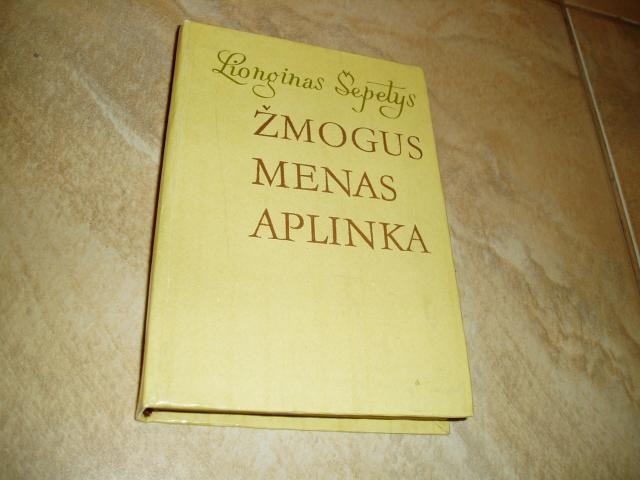 Lionginas Šepetys
ŽMOGUS
MENAS
APLINKA